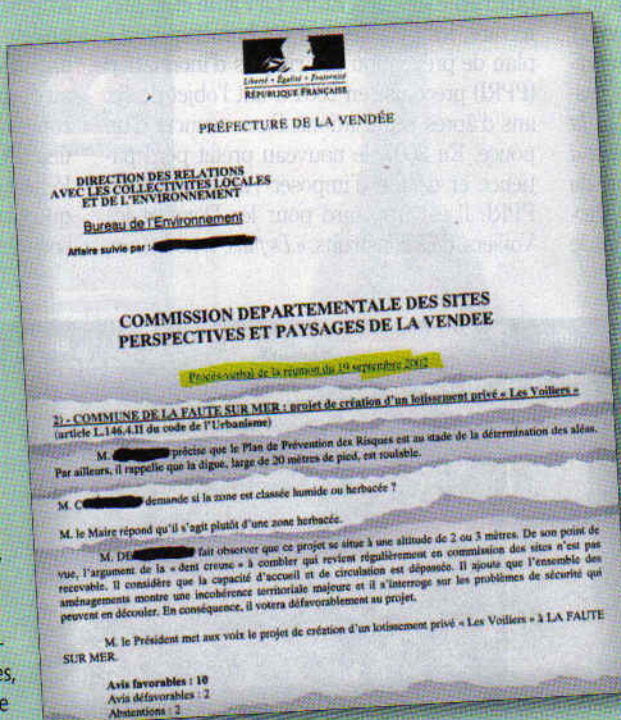 plan de
(PPRI)
ans d'après
pouce. En
tion et
PPRI.
Liberté • Égalité • Fraternité
RÉPUBLIQUE FRANÇAISE
PRÉFECTURE DE LA VENDÉE
DIRECTION DES RELATIONS
AVEC LES COLLECTIVITES LOCALES
ET DE L'ENVIRONNEMENT
Bureau de l'Environnement
Affaire suivie par :
COMMISSION DEPARTEMENTALE DES SITES
PERSPECTIVES ET PAYSAGES DE LA VENDEE
Procès-verbal de la réunion du 19 septembre 2002
2) - COMMUNE DE LA FAUTE SUR MER : projet de création d'un lotissement privé « Les Voiliers »
(article L.146.4.II du code de l'Urbanisme)
M. précise que le Plan de Prévention des Risques est au stade de la détermination des aléas.
Par ailleurs, il rappelle que la digue, large de 20 mètres de pied, est roulable.
M. C demande si la zone est classée humide ou herbacée ?
M. le Maire répond qu'il s'agit plutôt d'une zone herbacée.
M. DE fait observer que ce projet se situe à une altitude de 2 ou 3 mètres. De son point de
vue, l'argument de la « dent creuse » à combler qui revient régulièrement en commission des sites n'est pas
recevable. Il considère que la capacité d'accueil et de circulation est dépassée. Il ajoute que l'ensemble des
aménagements montre une incohérence territoriale majeure et il s'interroge sur les problèmes de sécurité qui
peuvent en découler. En conséquence, il votera défavorablement au projet.
M. le Président met aux voix le projet de création d'un lotissement privé « Les Voiliers » à LA FAUTE
SUR MER.
Avis favorables : 10
Avis défavorables : 2
Abstentions : 2
es,
e